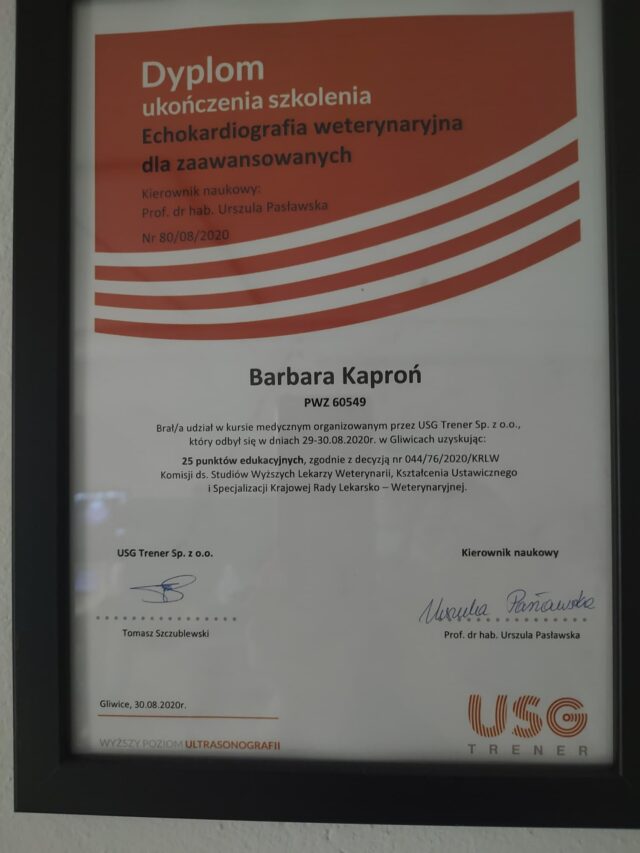 Dyplom
ukończenia szkolenia
Echokardiografia weterynaryjna
dla zaawansowanych
Kierownik naukowy:
Prof. dr hab. Urszula Pasławska
Nr 80/08/2020
Barbara Kaproń
PWZ 60549
Brał/a udział w kursie medycznym organizowanym przez USG Trener Sp. z o.o.,
który odbył się w dniach 29-30.08.2020r. w Gliwicach uzyskując:
25 punktów edukacyjnych, zgodnie z decyzją nr 044/76/2020/KRLW
Komisji ds. Studiów Wyższych Lekarzy Weterynarii, Kształcenia Ustawicznego
i Specjalizacji Krajowej Rady Lekarsko – Weterynaryjnej.
USG Trener Sp. z o.o.
Kierownik naukowy
Urszula Pasławska
Tomasz Szczublewski
Prof. dr hab. Urszula Pasławska
Gliwice, 30.08.2020r.
WYŻSZY POZIOM ULTRASONOGRAFII
USG
TRENER